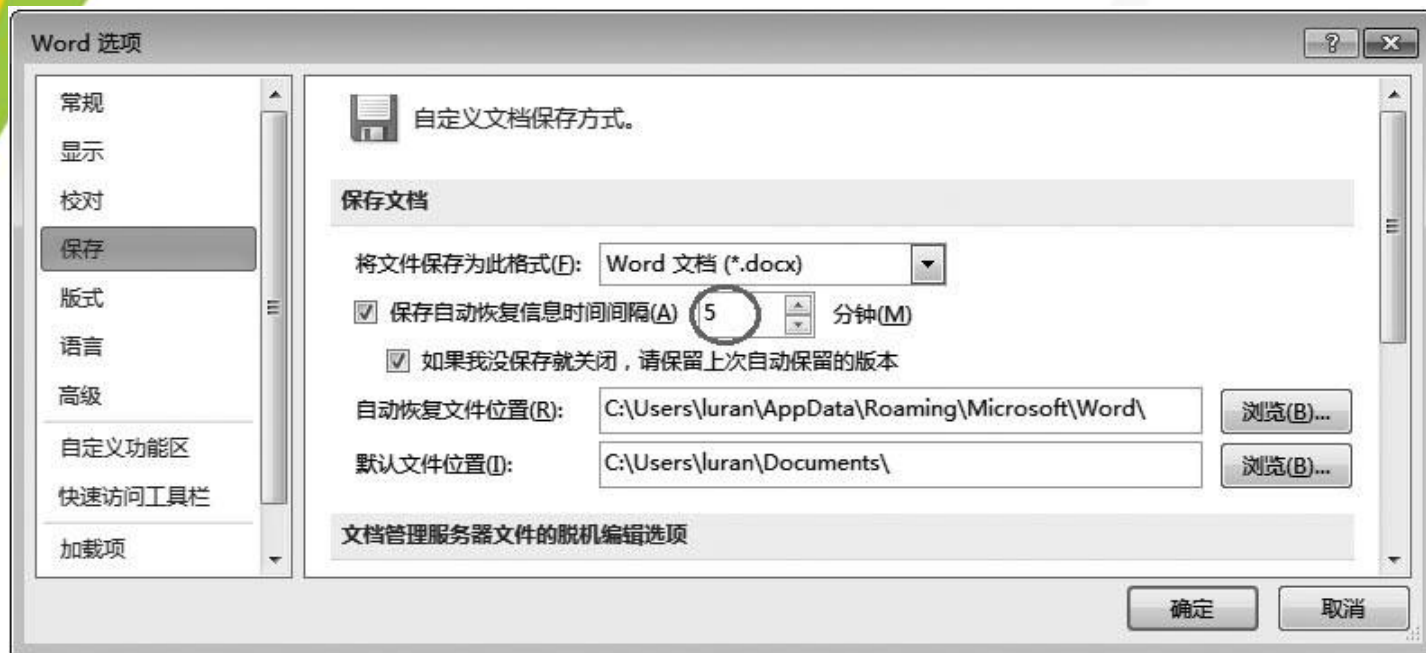 Word 选项
常规
显示
校对
保存
版式
语言
高级
自定义功能区
快速访问工具栏
加载项
自定义文档保存方式。
保存文档
将文件保存为此格式(F): Word 文档 (*.docx)
保存自动恢复信息时间间隔(A) 5 分钟(M)
如果我没保存就关闭，请保留上次自动保留的版本
自动恢复文件位置(R): C:\Users\luran\AppData\Roaming\Microsoft\Word\ 浏览(B)...
默认文件位置(I): C:\Users\luran\Documents\ 浏览(B)...
文档管理服务器文件的脱机编辑选项
确定 取消